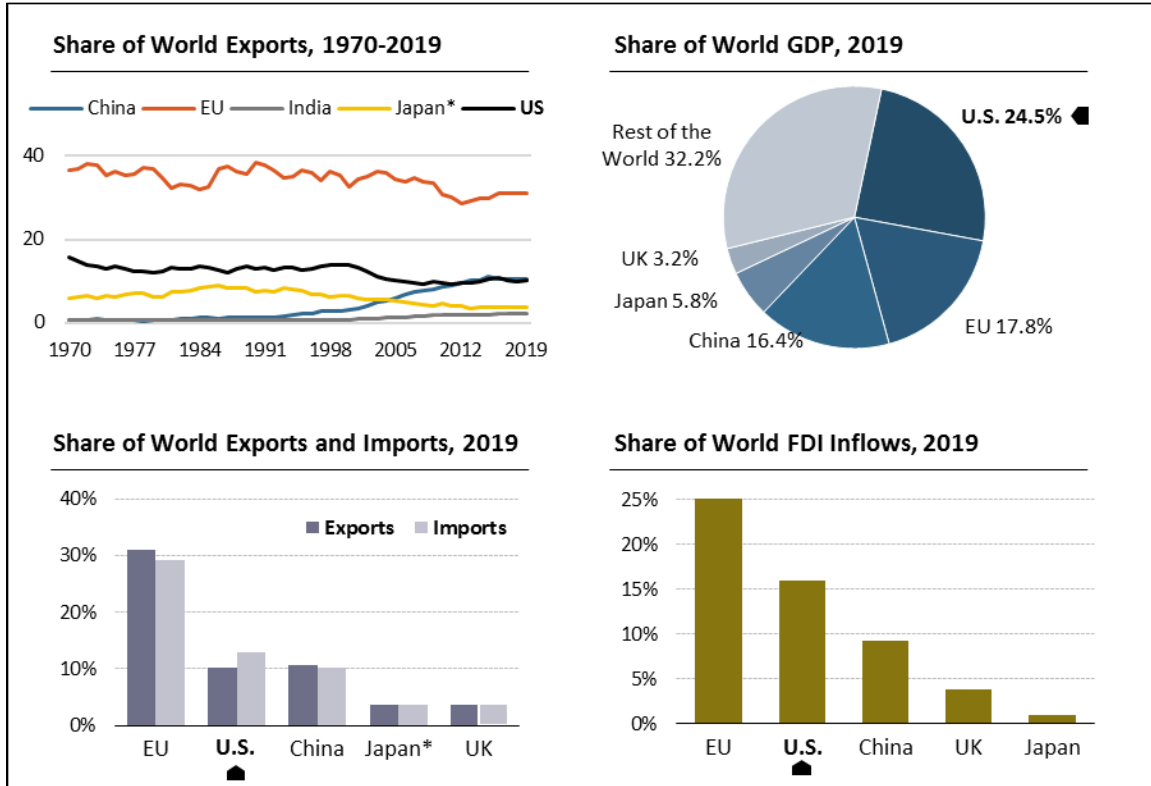 Share of World Exports, 1970-2019
China EU India Japan* US
40
20
0
1970 1977 1984 1991 1998 2005 2012 2019
Share of World GDP, 2019
U.S. 24.5%
Rest of the
World 32.2%
UK 3.2%
Japan 5.8%
China 16.4%
EU 17.8%
Share of World Exports and Imports, 2019
40%
Exports Imports
30%
20%
10%
0%
EU U.S. China Japan* UK
Share of World FDI Inflows, 2019
25%
20%
15%
10%
5%
0%
EU U.S. China UK Japan